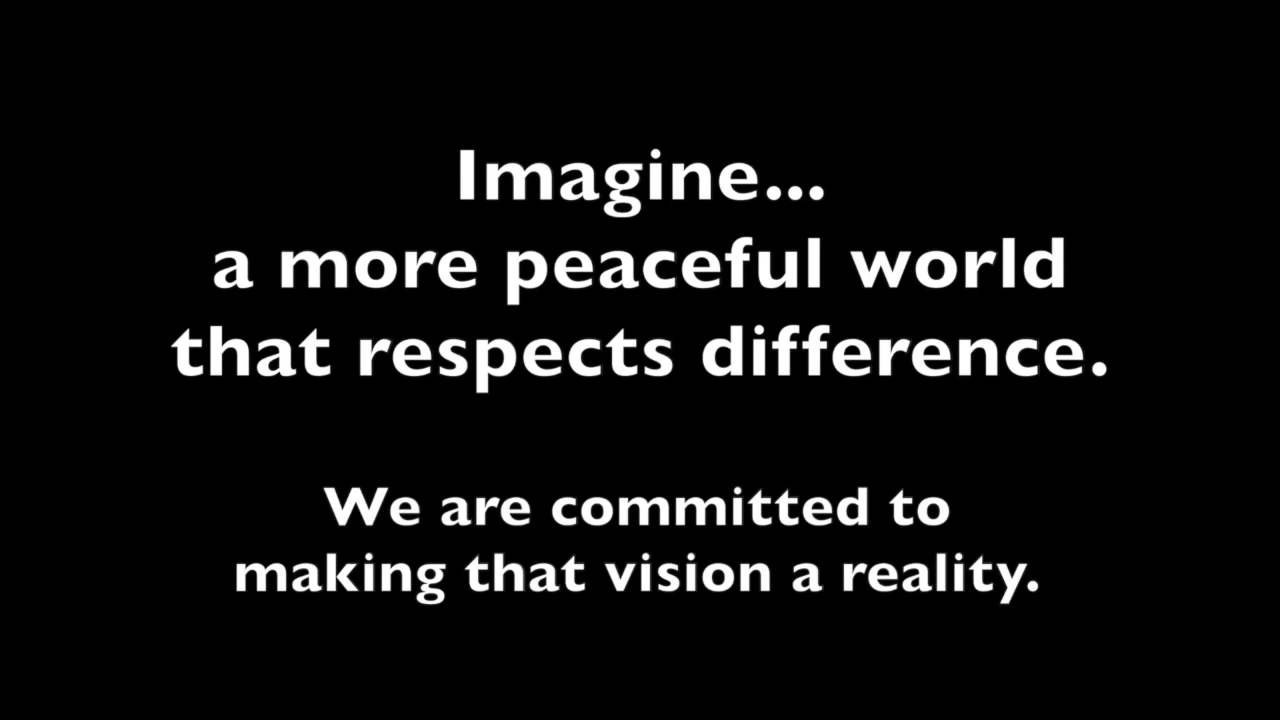 Imagine...
a more peaceful world
that respects difference.
We are committed to
making that vision a reality.